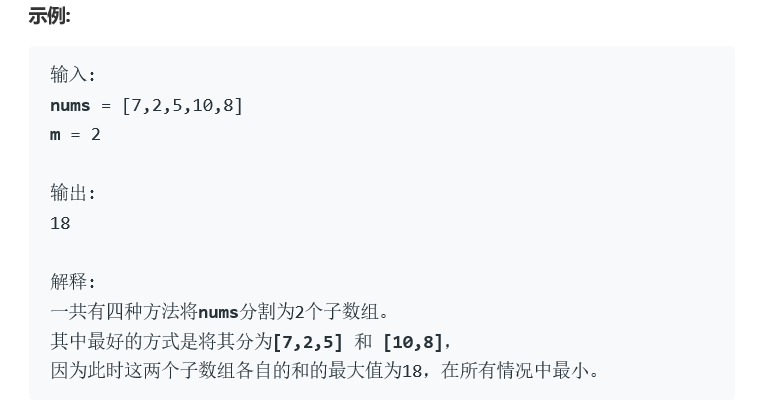 示例:
输入:
nums = [7,2,5,10,8]
m = 2
输出:
18
解释:
一共有四种方法将nums分割为2个子数组。
其中最好的方式是将其分为[7,2,5] 和 [10,8],
因为此时这两个子数组各自的和的最大值为18，在所有情况中最小。